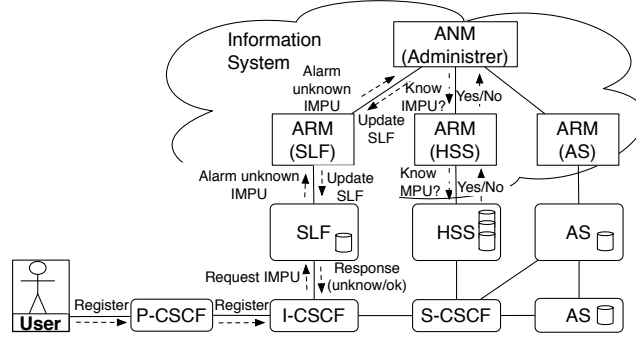 Information
System
ANM
(Administrer)
Alarm
unknown
IMPU
Know
IMPU?
Yes/No
Update
SLF
ARM
(SLF)
ARM
(HSS)
ARM
(AS)
Alarm unknown
IMPU
Update
SLF
Know
MPU?
Yes/No
SLF
HSS
AS
Request IMPU
Response
(unknow/ok)
User
Register
P-CSCF
Register
I-CSCF
S-CSCF
AS